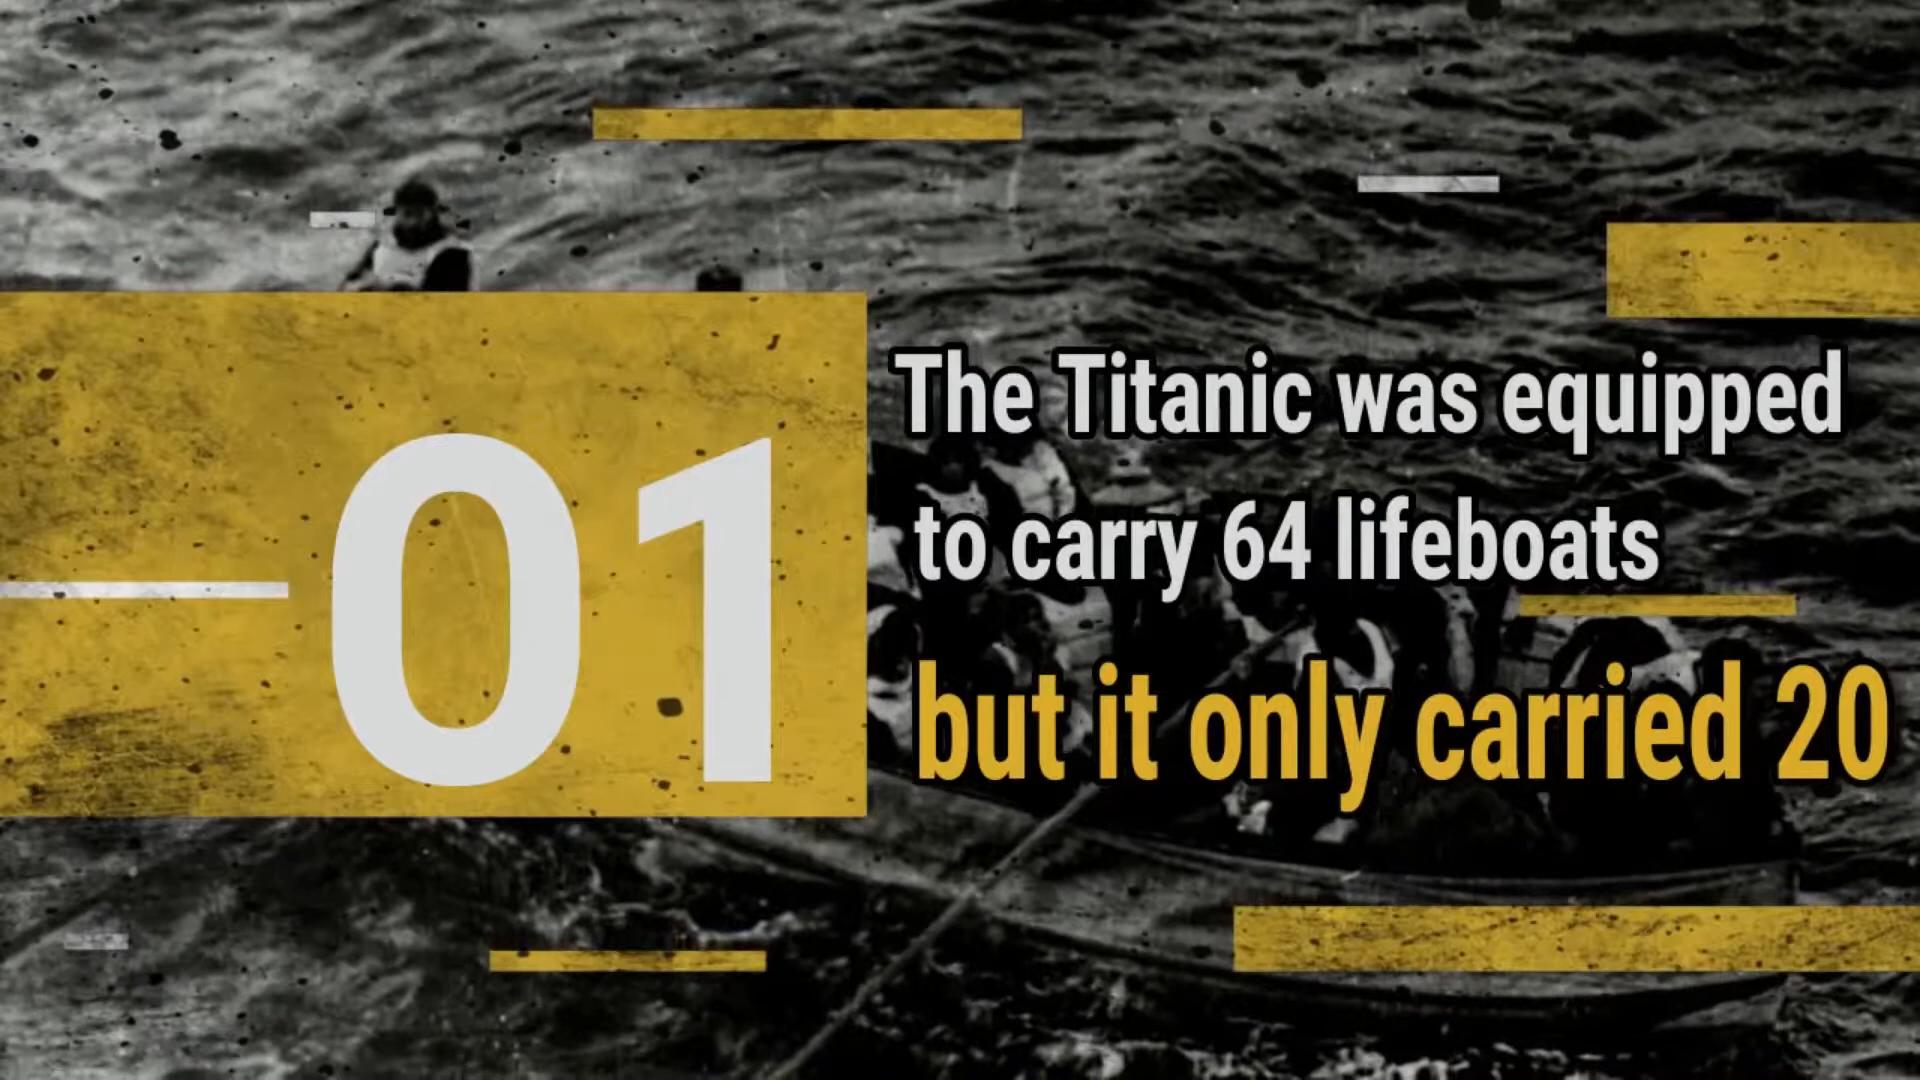 01
The Titanic was equipped
to carry 64 lifeboats
but it only carried 20